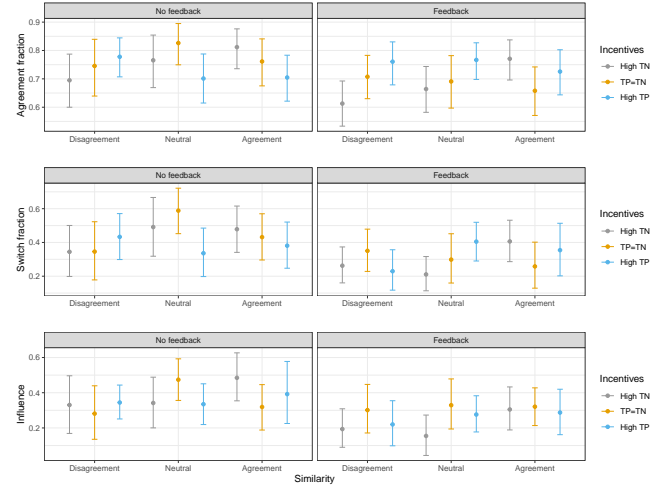 No feedback
Feedback
Agreement fraction
0.9
0.8
0.7
0.6
Disagreement
Neutral
Agreement
Disagreement
Neutral
Agreement
Incentives
High TN
TP=TN
High TP
No feedback
Feedback
Switch fraction
0.6
0.4
0.2
Disagreement
Neutral
Agreement
Disagreement
Neutral
Agreement
Incentives
High TN
TP=TN
High TP
No feedback
Feedback
Influence
0.6
0.4
0.2
Disagreement
Neutral
Agreement
Disagreement
Neutral
Agreement
Incentives
High TN
TP=TN
High TP
Similarity